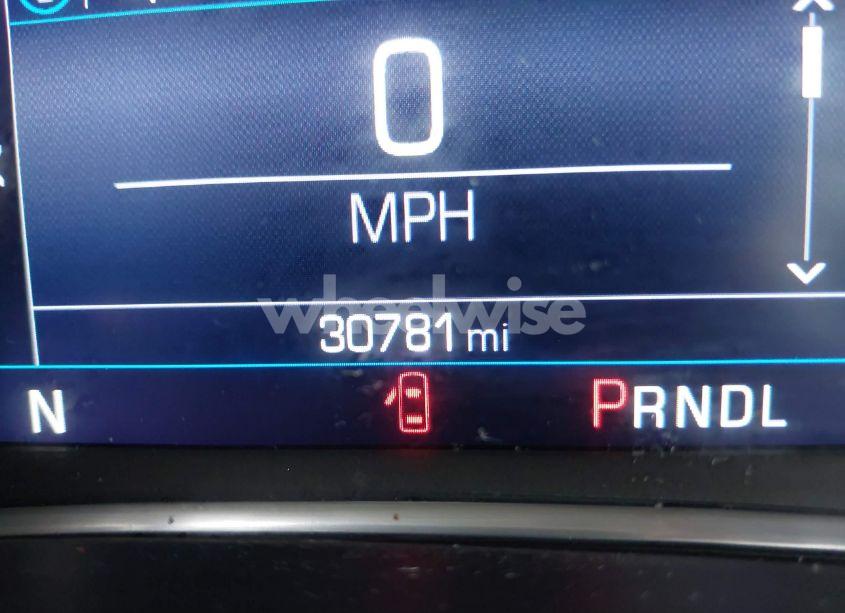 0
MPH
wheelwise
30781 mi
N PRNDL